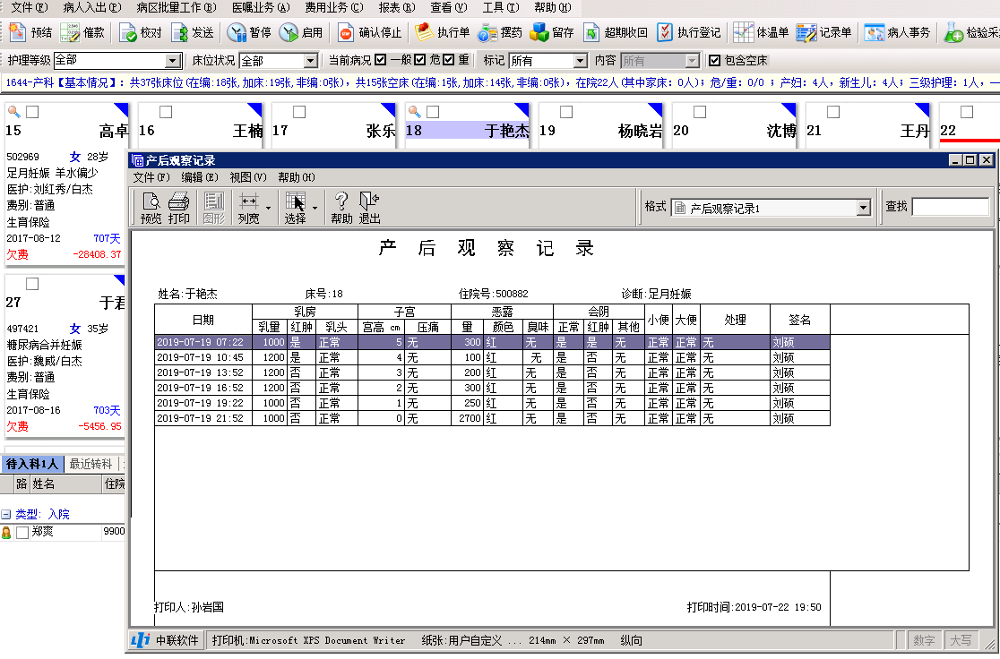 文件(F) 病人入出(P) 病区批量工作(B) 医嘱业务(A) 费用业务(C) 报表(R) 查看(V) 工具(T) 帮助(H)
预结 催款 校对 发送 暂停 启用 确认停止 执行单 摆药 留存 超期收回 执行登记 体温单 记录单 病人事务 检验采
护理等级 全部 床位状况 全部 当前病况 一般 危 重 标记 所有 内容 所有 包含空床
1644-产科【基本情况】: 共37张床位(在编:18张,加床:19张,非编:0张), 共15张空床(在编:1张,加床:14张,非编:0张), 在院22人(其中家床: 0人); 危/重: 0/0 ; 产妇: 4人, 新生儿: 4人; 三级护理: 1人, 一
15 高卓 16 王楠 17 张乐 18 于艳杰 19 杨晓岩 20 沈博 21 王丹 22
502969 女 28岁
足月妊娠 羊水偏少
医护:刘红秀/白杰
费别:普通
生育保险
2017-08-12 707天
欠费 -28408.37
27 于君
497421 女 35岁
糖尿病合并妊娠
医护:魏威/白杰
费别:普通
生育保险
2017-08-16 703天
欠费 -5456.95
待入科1人 最近转科
路 姓名 住院
类型: 入院
郑爽 9900
产后观察记录
文件(F) 编辑(E) 视图(V) 帮助(H)
预览 打印 图形 列宽 选择 帮助 退出 格式 产后观察记录1 查找
产 后 观 察 记 录
姓名:于艳杰 床号:18 住院号:500882 诊断:足月妊娠
日期 乳房 子宫 恶露 会阴 小便 大便 处理 签名
乳量 红肿 乳头 宫高 cm 压痛 量 颜色 臭味 正常 红肿 其他
2019-07-19 07:22 1000 是 正常 5 无 300 红 无 是 是 无 正常 正常 无 刘硕
2019-07-19 10:45 1200 是 正常 4 无 100 红 无 是 否 无 正常 正常 无 刘硕
2019-07-19 13:52 1200 否 正常 3 无 200 红 无 是 否 无 正常 正常 无 刘硕
2019-07-19 16:52 1200 否 正常 2 无 300 红 无 是 否 无 正常 正常 无 刘硕
2019-07-19 19:22 1000 否 正常 1 无 250 红 无 是 否 无 正常 正常 无 刘硕
2019-07-19 21:52 1000 否 正常 0 无 2700 红 无 是 否 无 正常 正常 无 刘硕
打印人:孙岩国 打印时间:2019-07-22 19:50
中联软件 打印机:Microsoft XPS Document Writer 纸张:用户自定义 ... 214mm × 297mm 纵向 数字 大写